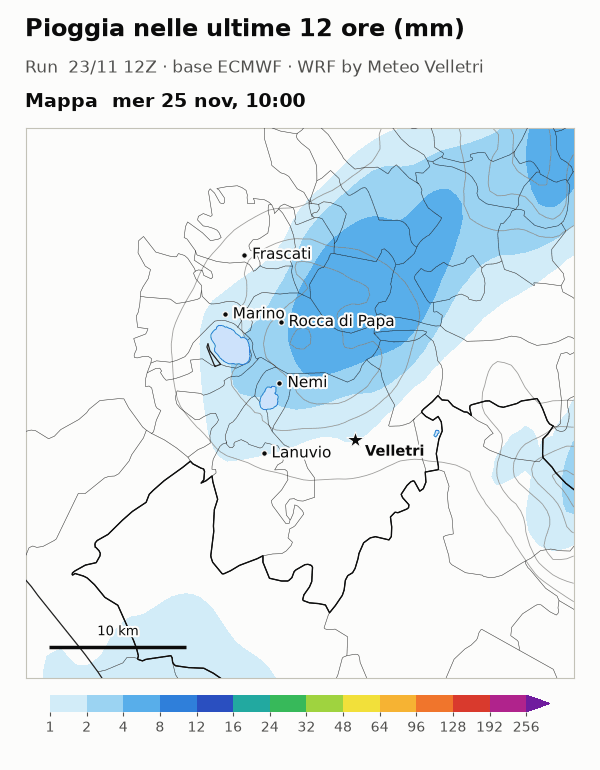 Pioggia nelle ultime 12 ore (mm)
Run  23/11 12Z · base ECMWF · WRF by Meteo Velletri
Mappa  mer 25 nov, 10:00
Frascati
Marino
Rocca di Papa
Nemi
Velletri
Lanuvio
10 km
1 2 4 8 12 16 24 32 42 48 64 96 128 192 256